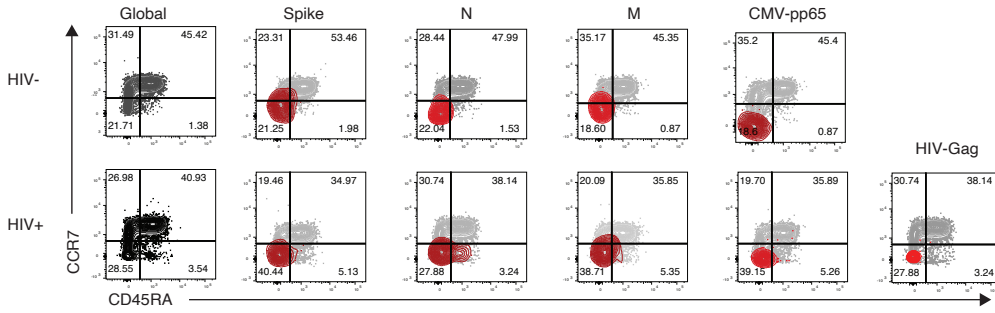 Global Spike N M CMV-pp65
31.49 45.42 23.31 53.46 28.44 47.99 35.17 45.35 35.2 45.4
HIV-
21.71 1.38 21.25 1.98 22.04 1.53 18.60 0.87 18.6 0.87
HIV-Gag
26.98 40.93 19.46 34.97 30.74 38.14 20.09 35.85 19.70 35.89 30.74 38.14
HIV+
28.55 3.54 40.44 5.13 27.88 3.24 38.71 5.35 39.15 5.26 27.88 3.24
CCR7
CD45RA